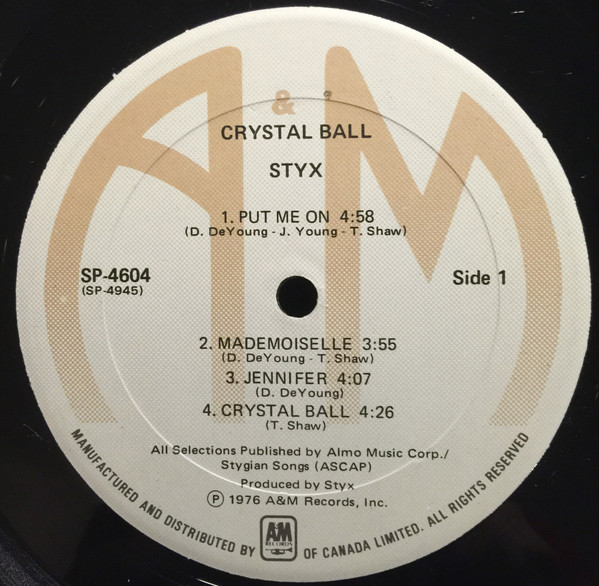 A & M
CRYSTAL BALL
STYX
1. PUT ME ON 4:58
(D. DeYoung - J. Young - T. Shaw)
SP-4604
(SP-4945)
Side 1
2. MADEMOISELLE 3:55
(D. DeYoung - T. Shaw)
3. JENNIFER 4:07
(D. DeYoung)
4. CRYSTAL BALL 4:26
(T. Shaw)
All Selections Published by Almo Music Corp./
Stygian Songs (ASCAP)
Produced by Styx
Ⓟ 1976 A&M Records, Inc.
MANUFACTURED AND DISTRIBUTED BY A&M RECORDS OF CANADA LIMITED. ALL RIGHTS RESERVED